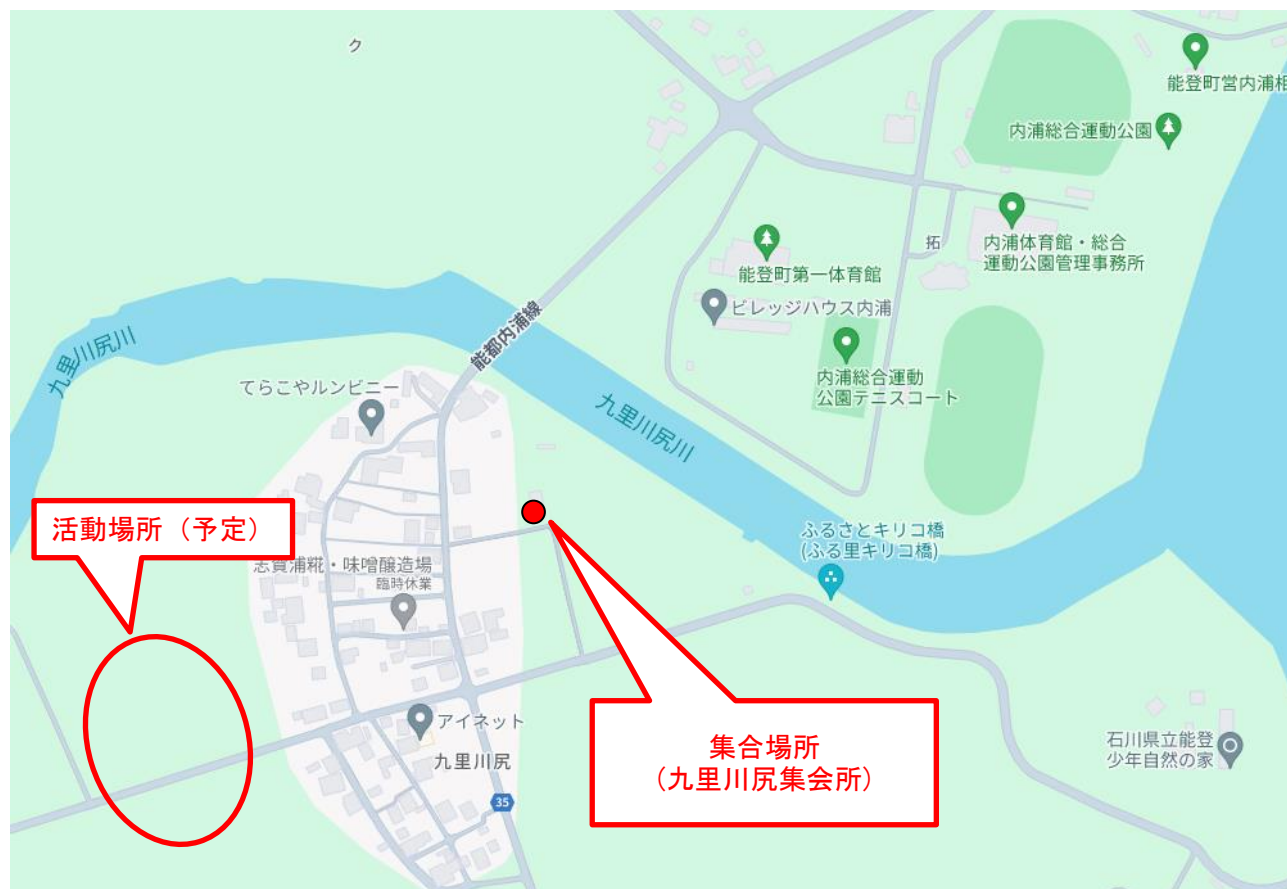 ク
能登町営内浦相
内浦総合運動公園
拓
内浦体育館・総合
運動公園管理事務所
能登町第一体育館
ビレッジハウス内浦
能都内浦線
九里川尻川
内浦総合運動
公園テニスコート
てらこやルンビニー
九里川尻川
活動場所（予定）
志賀浦糀・味噌醸造場
臨時休業
ふるさとキリコ橋
(ふる里キリコ橋)
アイネット
九里川尻
集合場所
（九里川尻集会所）
石川県立能登
少年自然の家
35